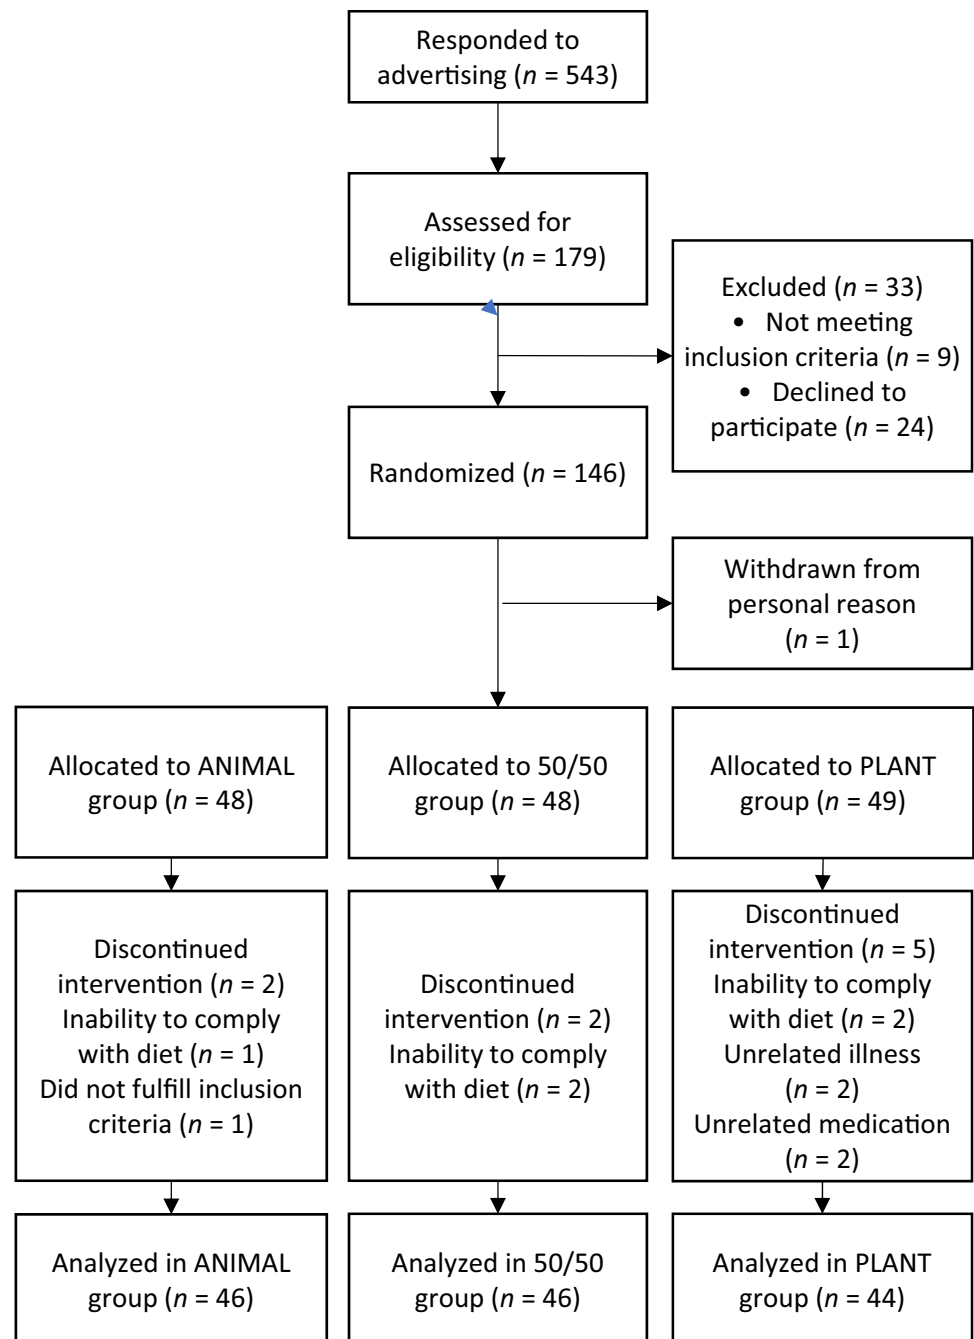 Responded to
advertising (n = 543)
Assessed for
eligibility (n = 179)
Excluded (n = 33)
• Not meeting
inclusion criteria (n = 9)
• Declined to
participate (n = 24)
Randomized (n = 146)
Withdrawn from
personal reason
(n = 1)
Allocated to ANIMAL
group (n = 48)
Allocated to 50/50
group (n = 48)
Allocated to PLANT
group (n = 49)
Discontinued
intervention (n = 2)
Inability to comply
with diet (n = 1)
Did not fulfill inclusion
criteria (n = 1)
Discontinued
intervention (n = 2)
Inability to comply
with diet (n = 2)
Discontinued
intervention (n = 5)
Inability to comply
with diet (n = 2)
Unrelated illness
(n = 2)
Unrelated medication
(n = 2)
Analyzed in ANIMAL
group (n = 46)
Analyzed in 50/50
group (n = 46)
Analyzed in PLANT
group (n = 44)